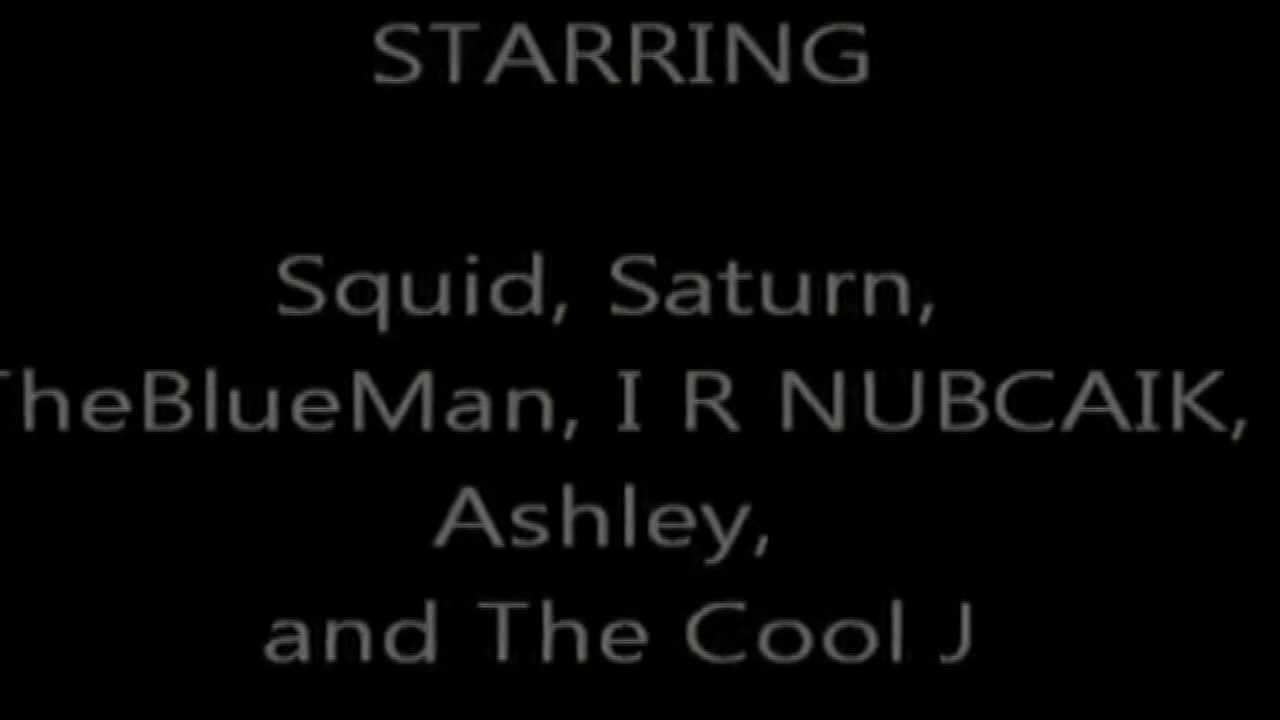 STARRING
Squid, Saturn,
TheBlueMan, I R NUBCAIK,
Ashley,
and The Cool J